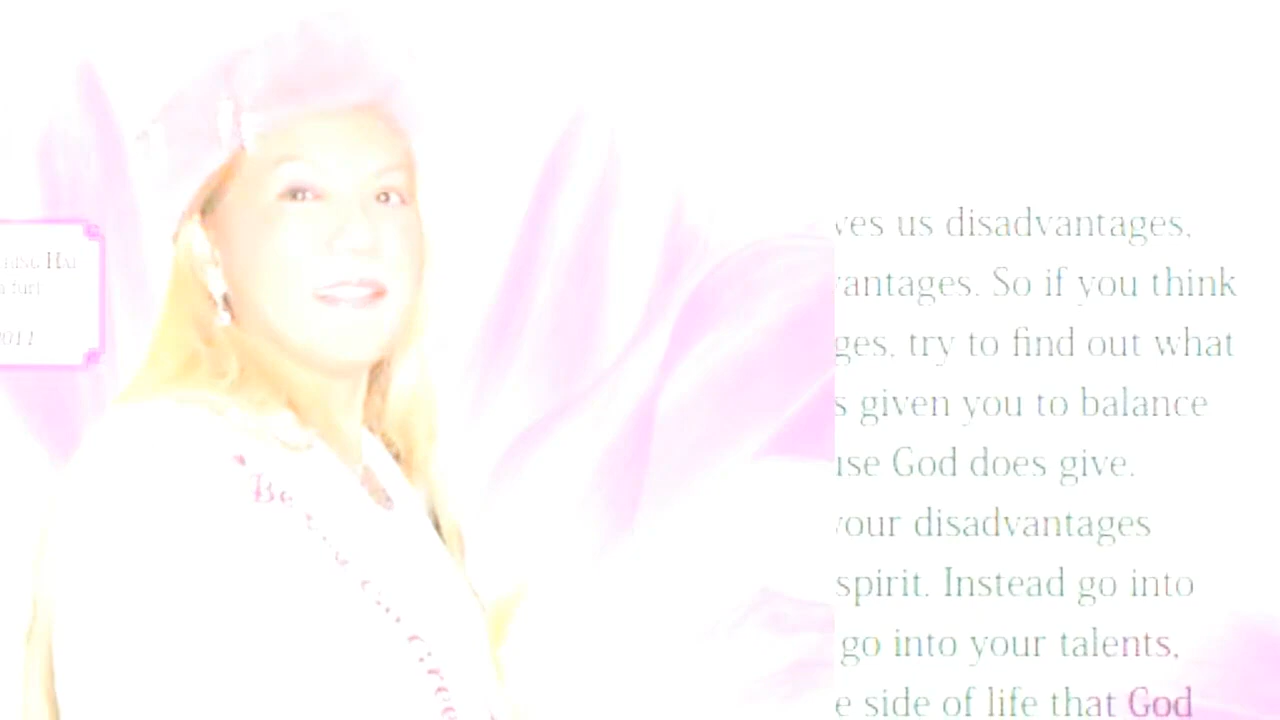 2011
ves us disadvantages,
vantages. So if you think
ges, try to find out what
s given you to balance
use God does give.
your disadvantages
spirit. Instead go into
go into your talents,
e side of life that God